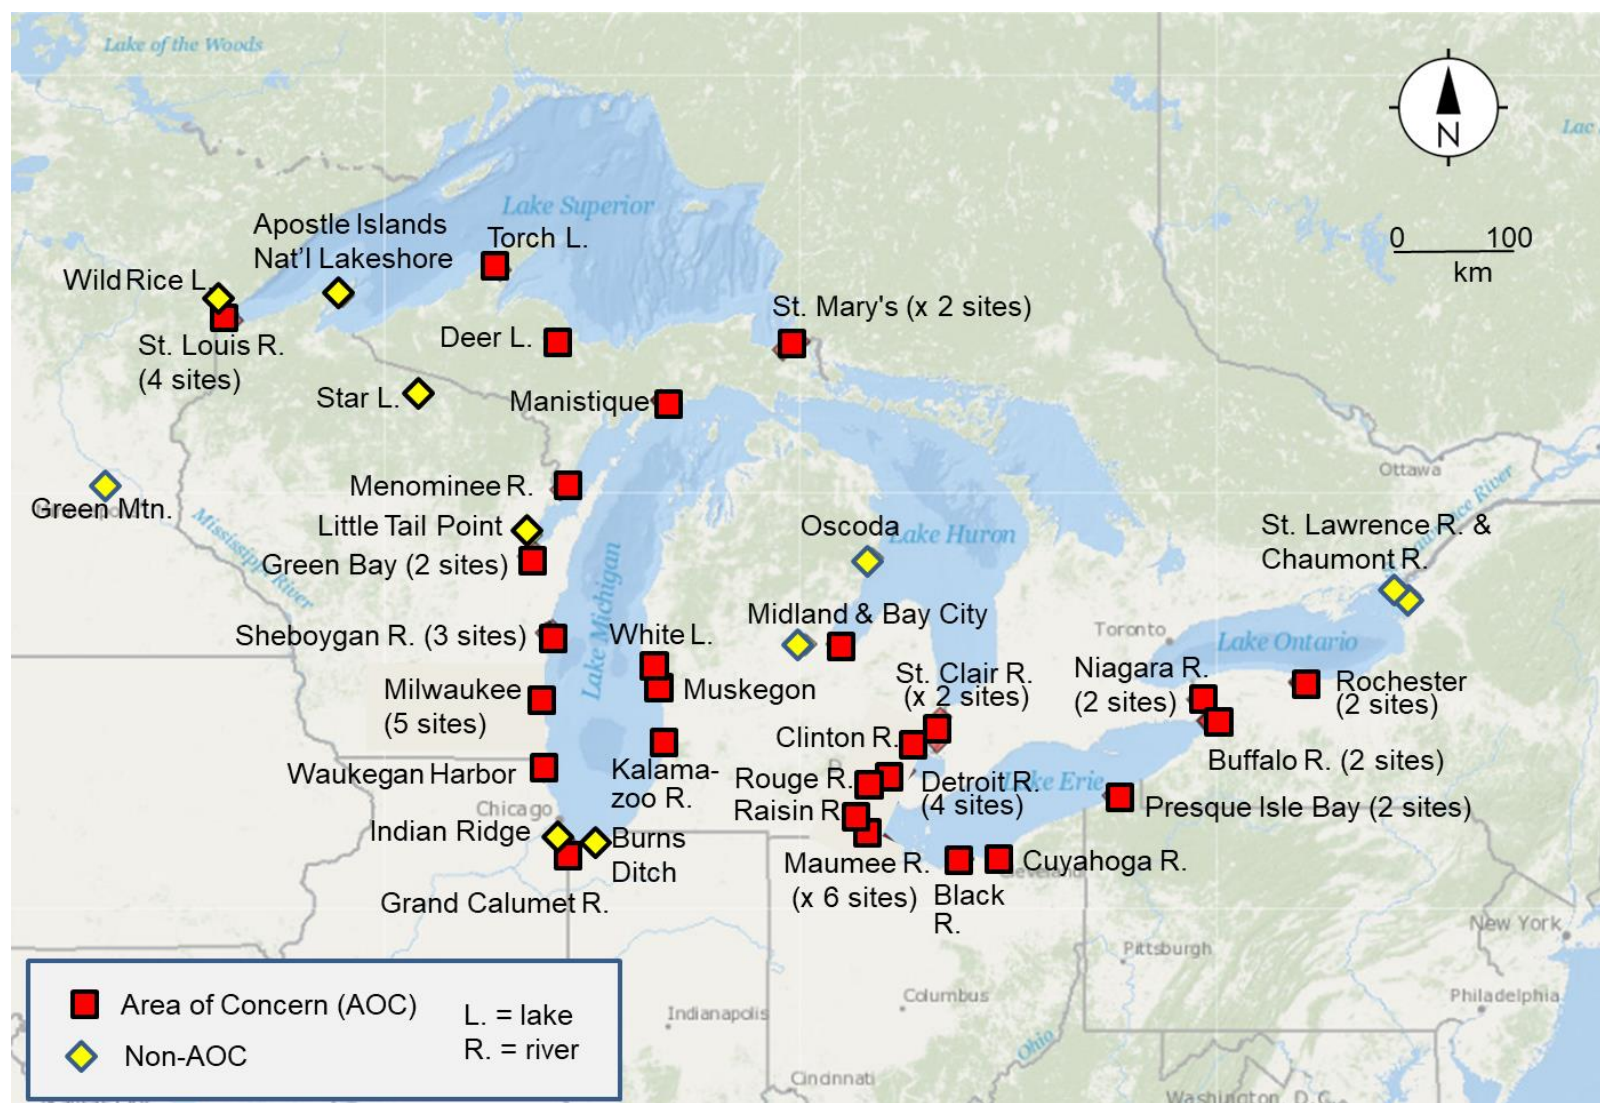 Lake of the Woods
N
Lac
0 100
km
Lake Superior
Apostle Islands
Nat'l Lakeshore
Torch L.
Wild Rice L.
St. Louis R.
(4 sites)
Deer L.
St. Mary's (x 2 sites)
Star L.
Manistique
Green Mtn.
Mississippi River
Menominee R.
Little Tail Point
Green Bay (2 sites)
Lake Michigan
Oscoda
Lake Huron
Ottawa
St. Lawrence R. &
Chaumont R.
River
Midland & Bay City
Sheboygan R. (3 sites)
White L.
Muskegon
Milwaukee
(5 sites)
Toronto
Lake Ontario
St. Clair R.
(x 2 sites)
Niagara R.
(2 sites)
Rochester
(2 sites)
Clinton R.
Buffalo R. (2 sites)
Waukegan Harbor
Kalama-
zoo R.
Rouge R.
Detroit R.
(4 sites)
Lake Erie
Raisin R.
Presque Isle Bay (2 sites)
Chicago
Indian Ridge
Burns
Ditch
Grand Calumet R.
Maumee R.
(x 6 sites)
Black
R.
Cuyahoga R.
Cleveland
New York
Pittsburgh
Philadelphia
Columbus
Indianapolis
Ohio
Cincinnati
Washington, D.C.
Area of Concern (AOC)
Non-AOC
L. = lake
R. = river